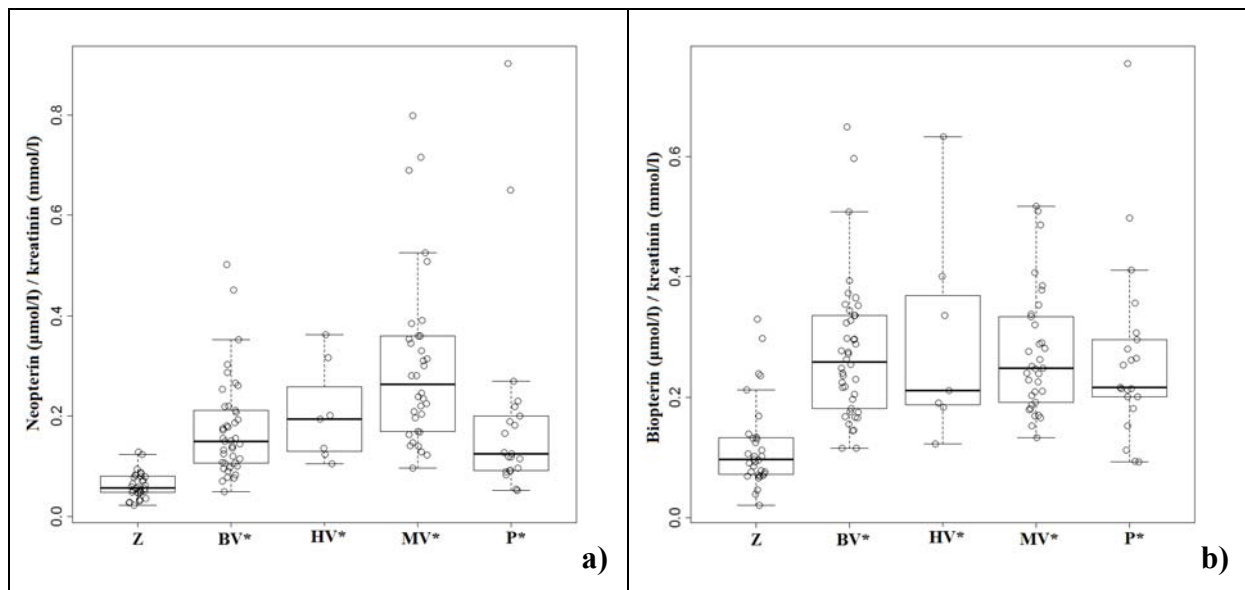 Neopterín (µmol/l) / kreatinín (mmol/l)
0.8
0.6
0.4
0.2
0.0
Z BV* HV* MV* P*
a)
Biopterín (µmol/l) / kreatinín (mmol/l)
0.6
0.4
0.2
0.0
Z BV* HV* MV* P*
b)